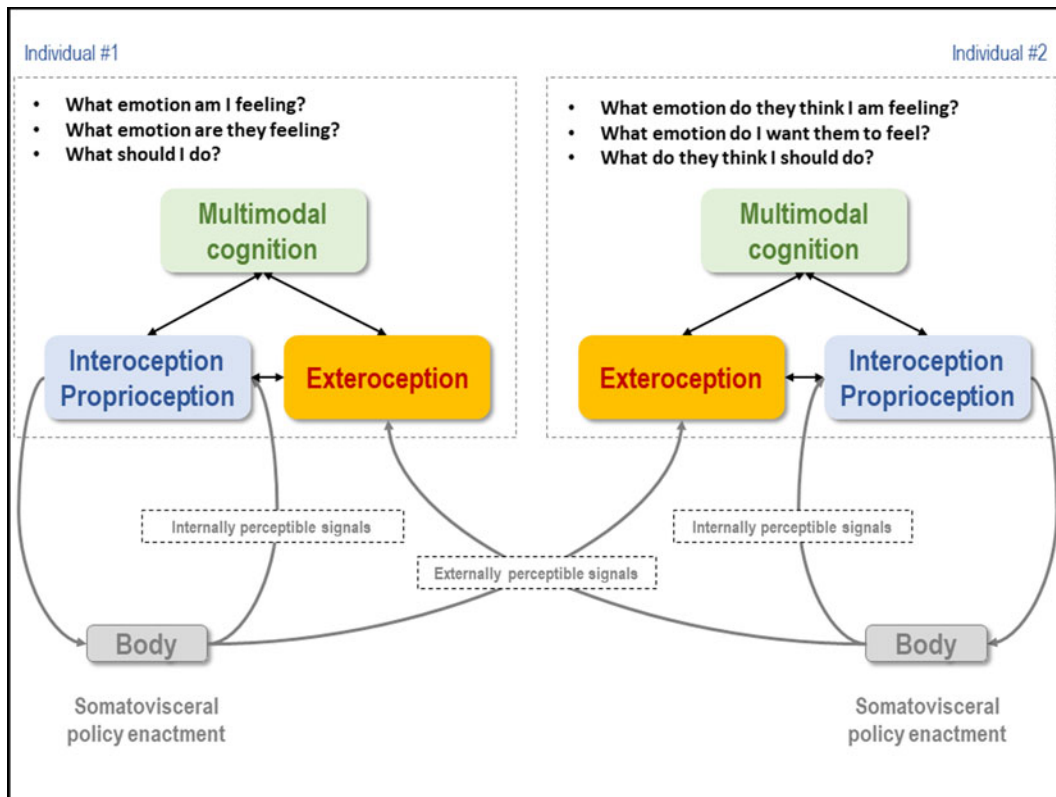 Individual #1
• What emotion am I feeling?
• What emotion are they feeling?
• What should I do?
Multimodal
cognition
Interoception
Proprioception
Exteroception
Internally perceptible signals
Body
Somatovisceral
policy enactment
Externally perceptible signals
Individual #2
• What emotion do they think I am feeling?
• What emotion do I want them to feel?
• What do they think I should do?
Multimodal
cognition
Exteroception
Interoception
Proprioception
Internally perceptible signals
Body
Somatovisceral
policy enactment